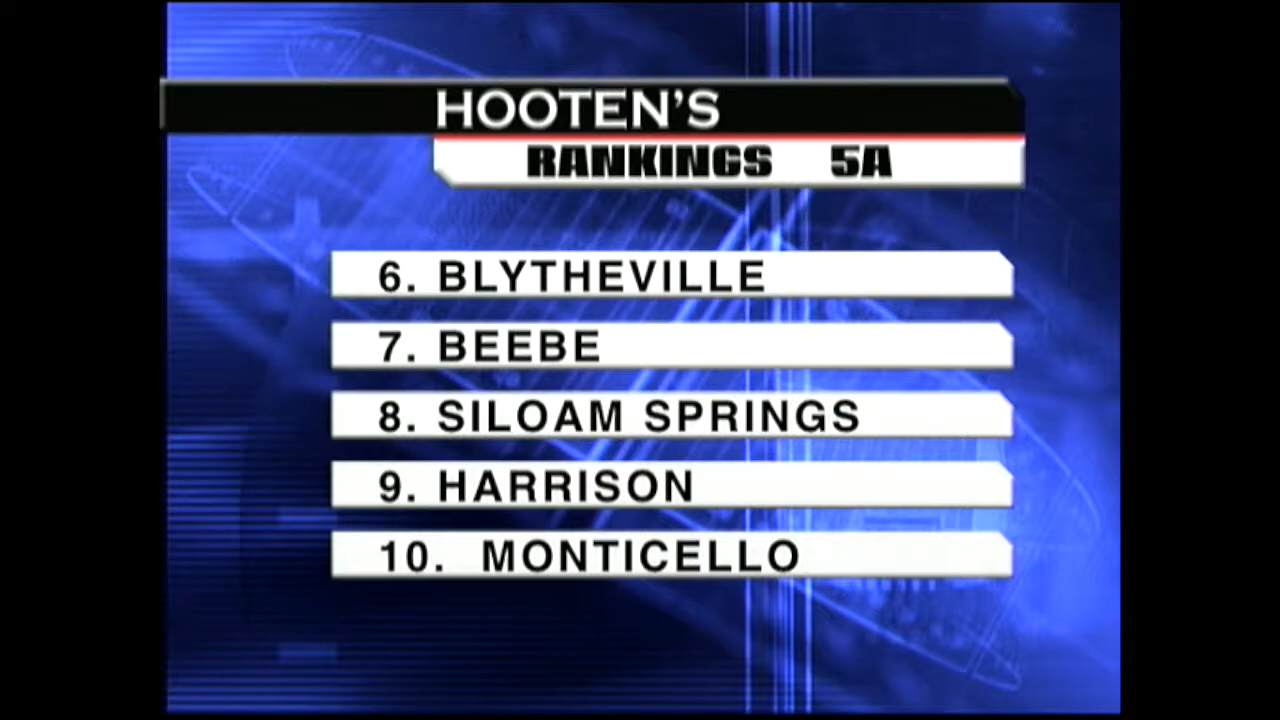 HOOTEN'S
RANKINGS 5A
6. BLYTHEVILLE
7. BEEBE
8. SILOAM SPRINGS
9. HARRISON
10. MONTICELLO